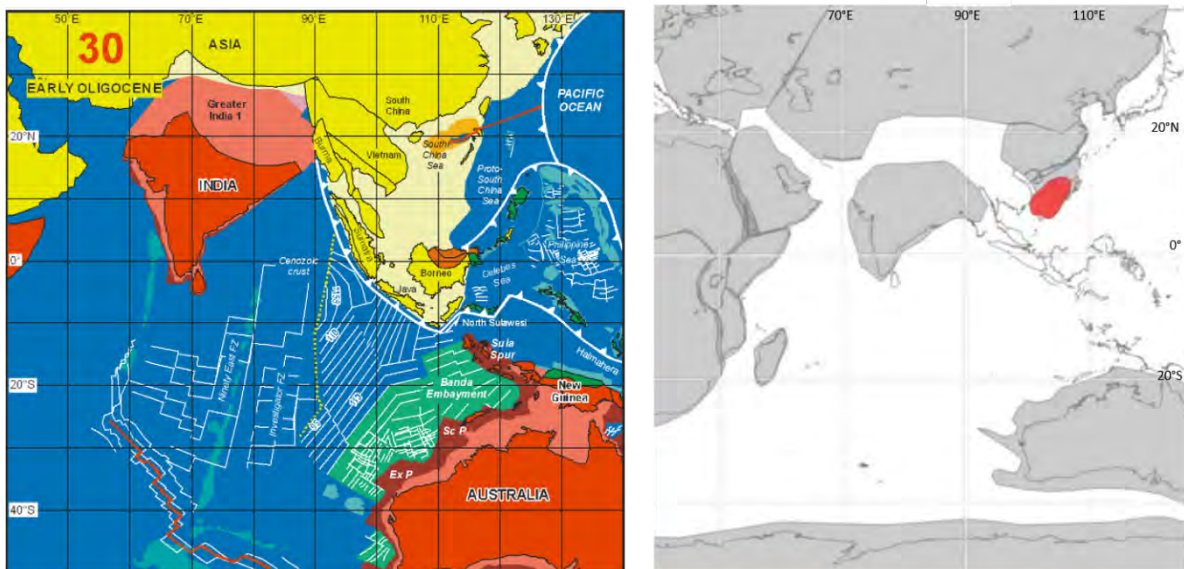 50°E
70°E
90°E
110°E
130°E
30
EARLY OLIGOCENE
ASIA
Greater
India 1
INDIA
20°N
0°
20°S
40°S
South
China
Vietnam
Burma
South
China
Sea
PACIFIC
OCEAN
Proto-
South
China
Sea
Philippines
Sea
Sumatra
Borneo
Celebes
Sea
Java
Cenozoic
crust
North Sulawesi
Halmahera
Sula
Spur
New
Guinea
Banda
Embayment
Ninety East FZ
Investigator FZ
Sc P
Ex P
AUSTRALIA
70°E
90°E
110°E
20°N
0°
20°S